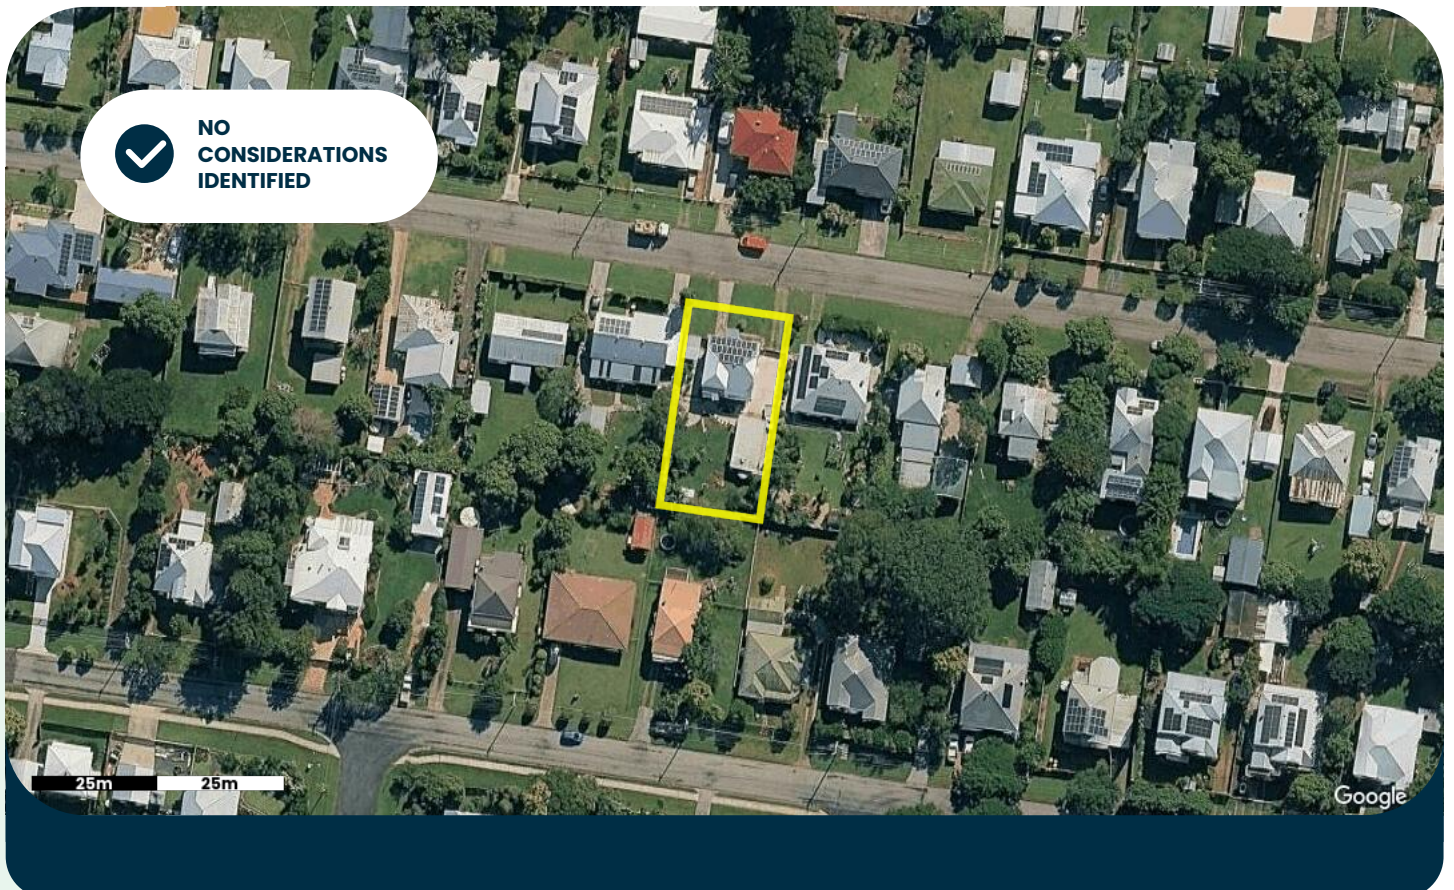 NO
CONSIDERATIONS
IDENTIFIED
25m 25m
Google